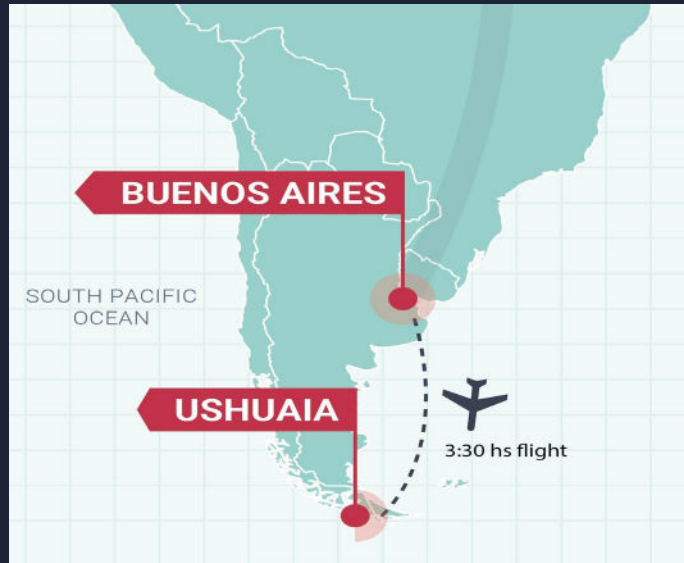 BUENOS AIRES
SOUTH PACIFIC
OCEAN
USHUAIA
3:30 hs flight